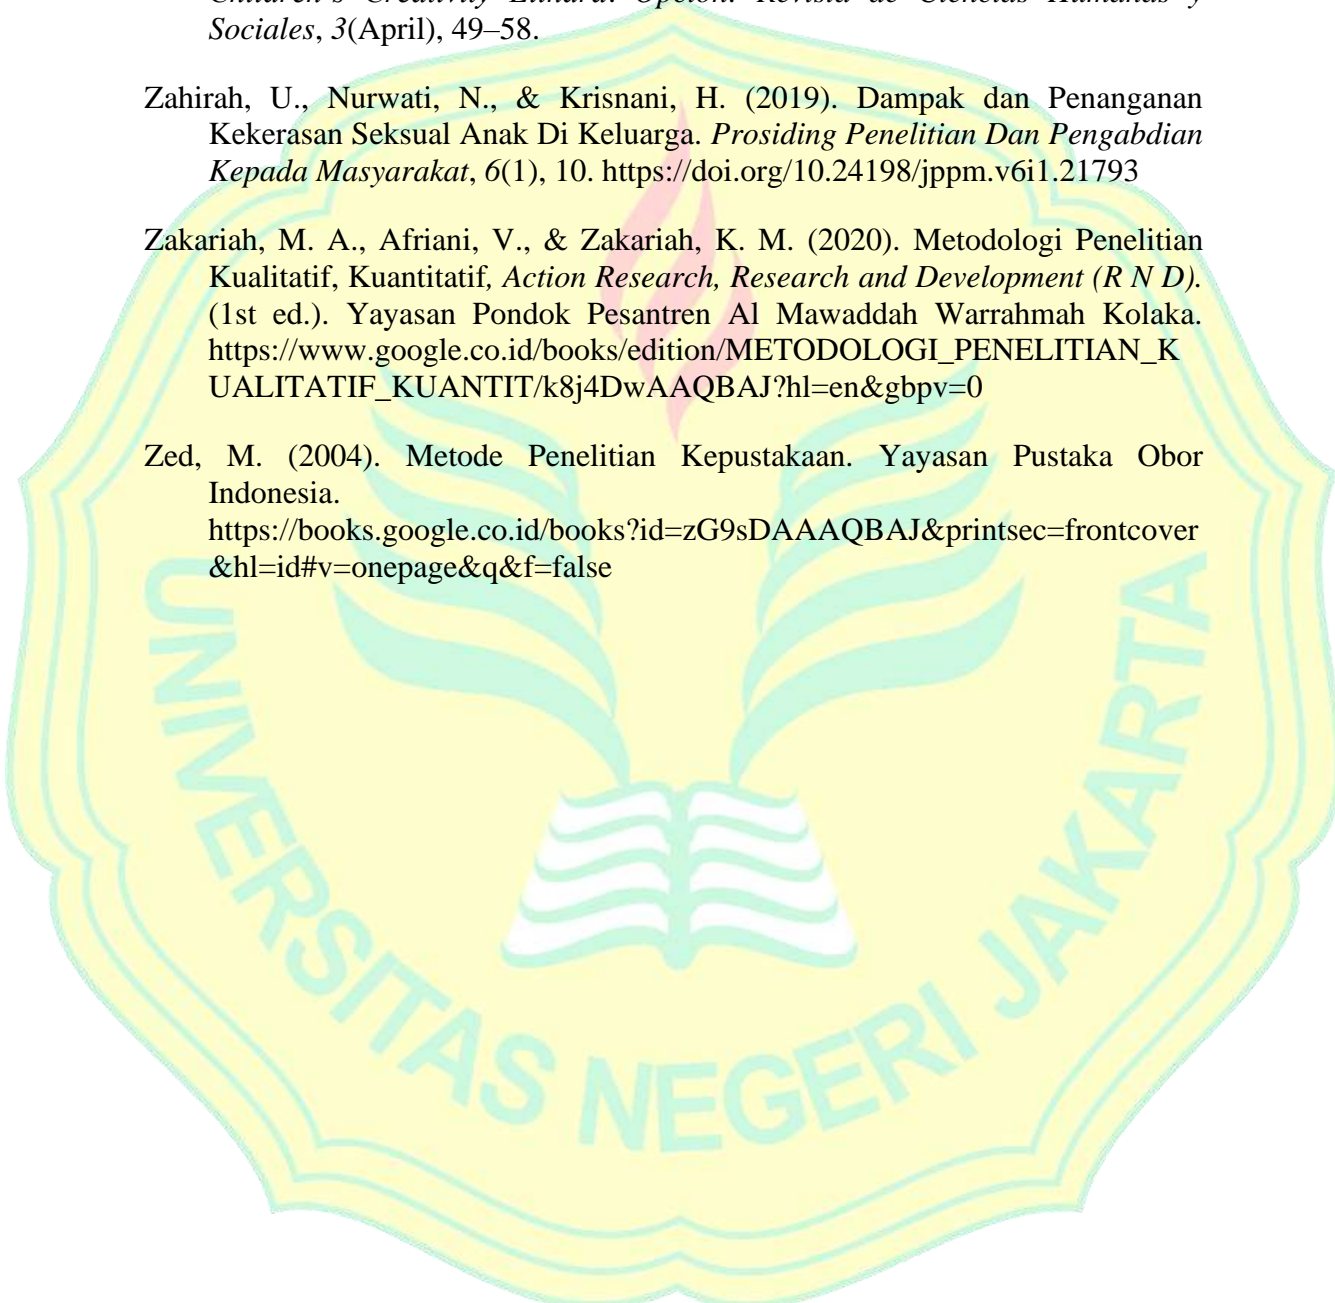 Children's Creativity Elinara. Opción: Revista de Ciencias Humanas y
Sociales, 3(April), 49–58.
Zahirah, U., Nurwati, N., & Krisnani, H. (2019). Dampak dan Penanganan
Kekerasan Seksual Anak Di Keluarga. Prosiding Penelitian Dan Pengabdian
Kepada Masyarakat, 6(1), 10. https://doi.org/10.24198/jppm.v6i1.21793
Zakariah, M. A., Afriani, V., & Zakariah, K. M. (2020). Metodologi Penelitian
Kualitatif, Kuantitatif, Action Research, Research and Development (R N D).
(1st ed.). Yayasan Pondok Pesantren Al Mawaddah Warrahmah Kolaka.
https://www.google.co.id/books/edition/METODOLOGI_PENELITIAN_K
UALITATIF_KUANTIT/k8j4DwAAQBAJ?hl=en&gbpv=0
Zed, M. (2004). Metode Penelitian Kepustakaan. Yayasan Pustaka Obor
Indonesia.
https://books.google.co.id/books?id=zG9sDAAAQBAJ&printsec=frontcover
&hl=id#v=onepage&q&f=false
UNIVERSITAS NEGERI JAKARTA